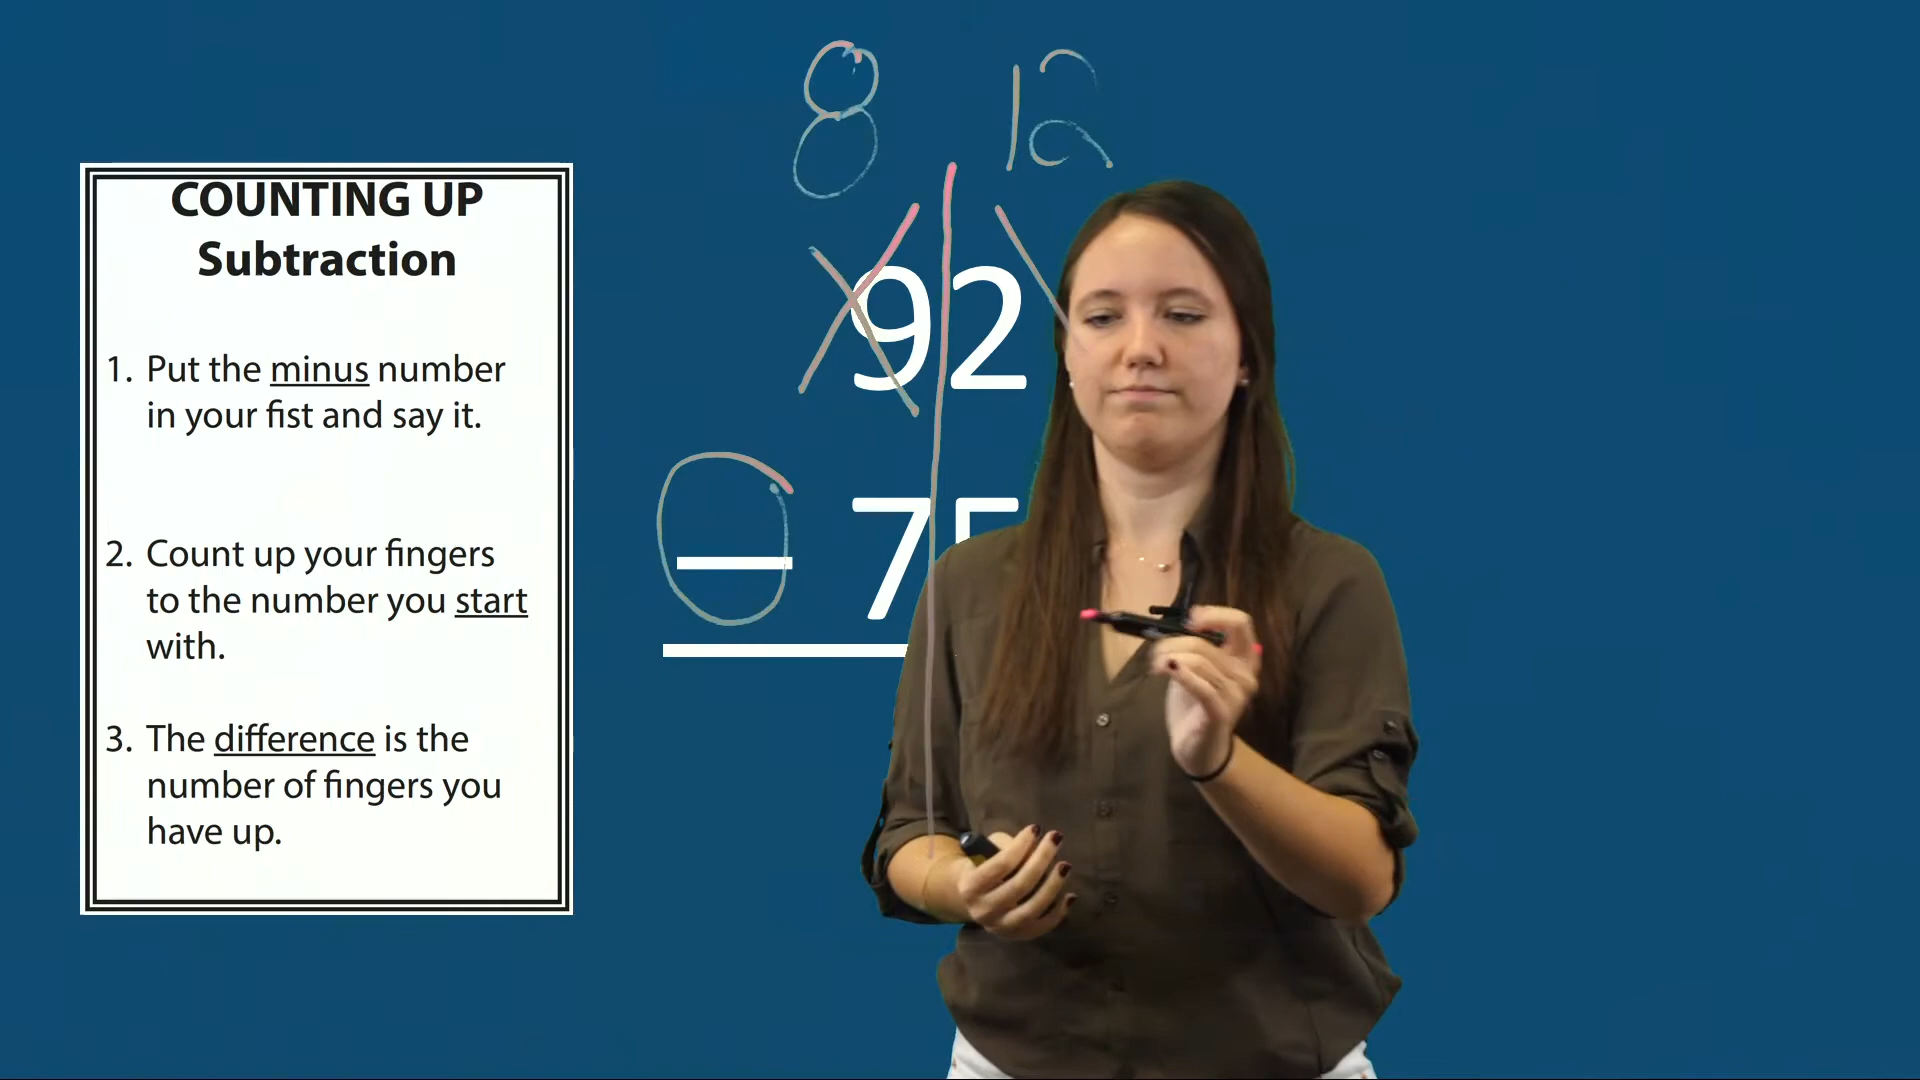 COUNTING UP
Subtraction
1. Put the minus number
in your fist and say it.
2. Count up your fingers
to the number you start
with.
3. The difference is the
number of fingers you
have up.
8 12
92
— 75